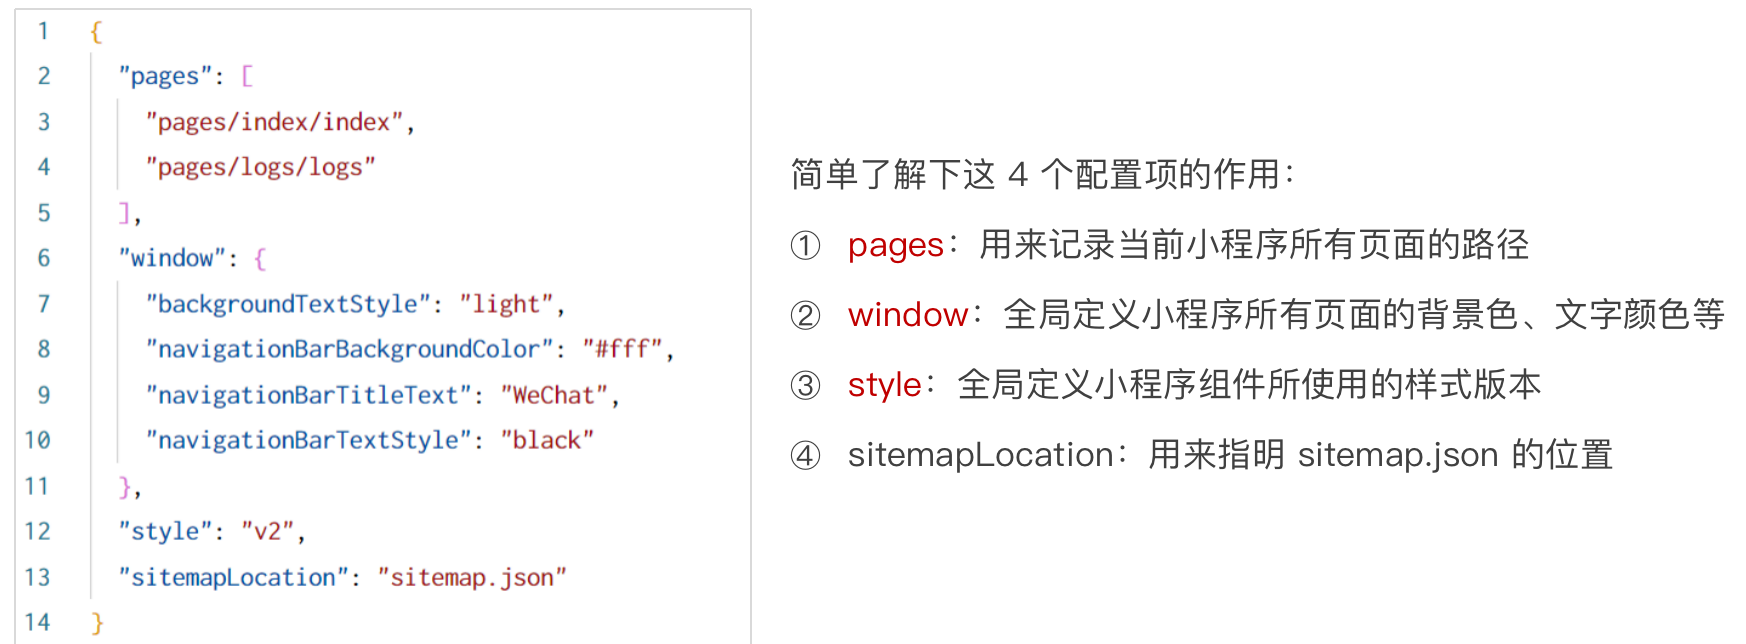 1 {
2 "pages": [
3 "pages/index/index",
4 "pages/logs/logs"
5 ],
6 "window": {
7 "backgroundTextStyle": "light",
8 "navigationBarBackgroundColor": "#fff",
9 "navigationBarTitleText": "WeChat",
10 "navigationBarTextStyle": "black"
11 },
12 "style": "v2",
13 "sitemapLocation": "sitemap.json"
14 }
简单了解下这 4 个配置项的作用：
① pages：用来记录当前小程序所有页面的路径
② window：全局定义小程序所有页面的背景色、文字颜色等
③ style：全局定义小程序组件所使用的样式版本
④ sitemapLocation：用来指明 sitemap.json 的位置